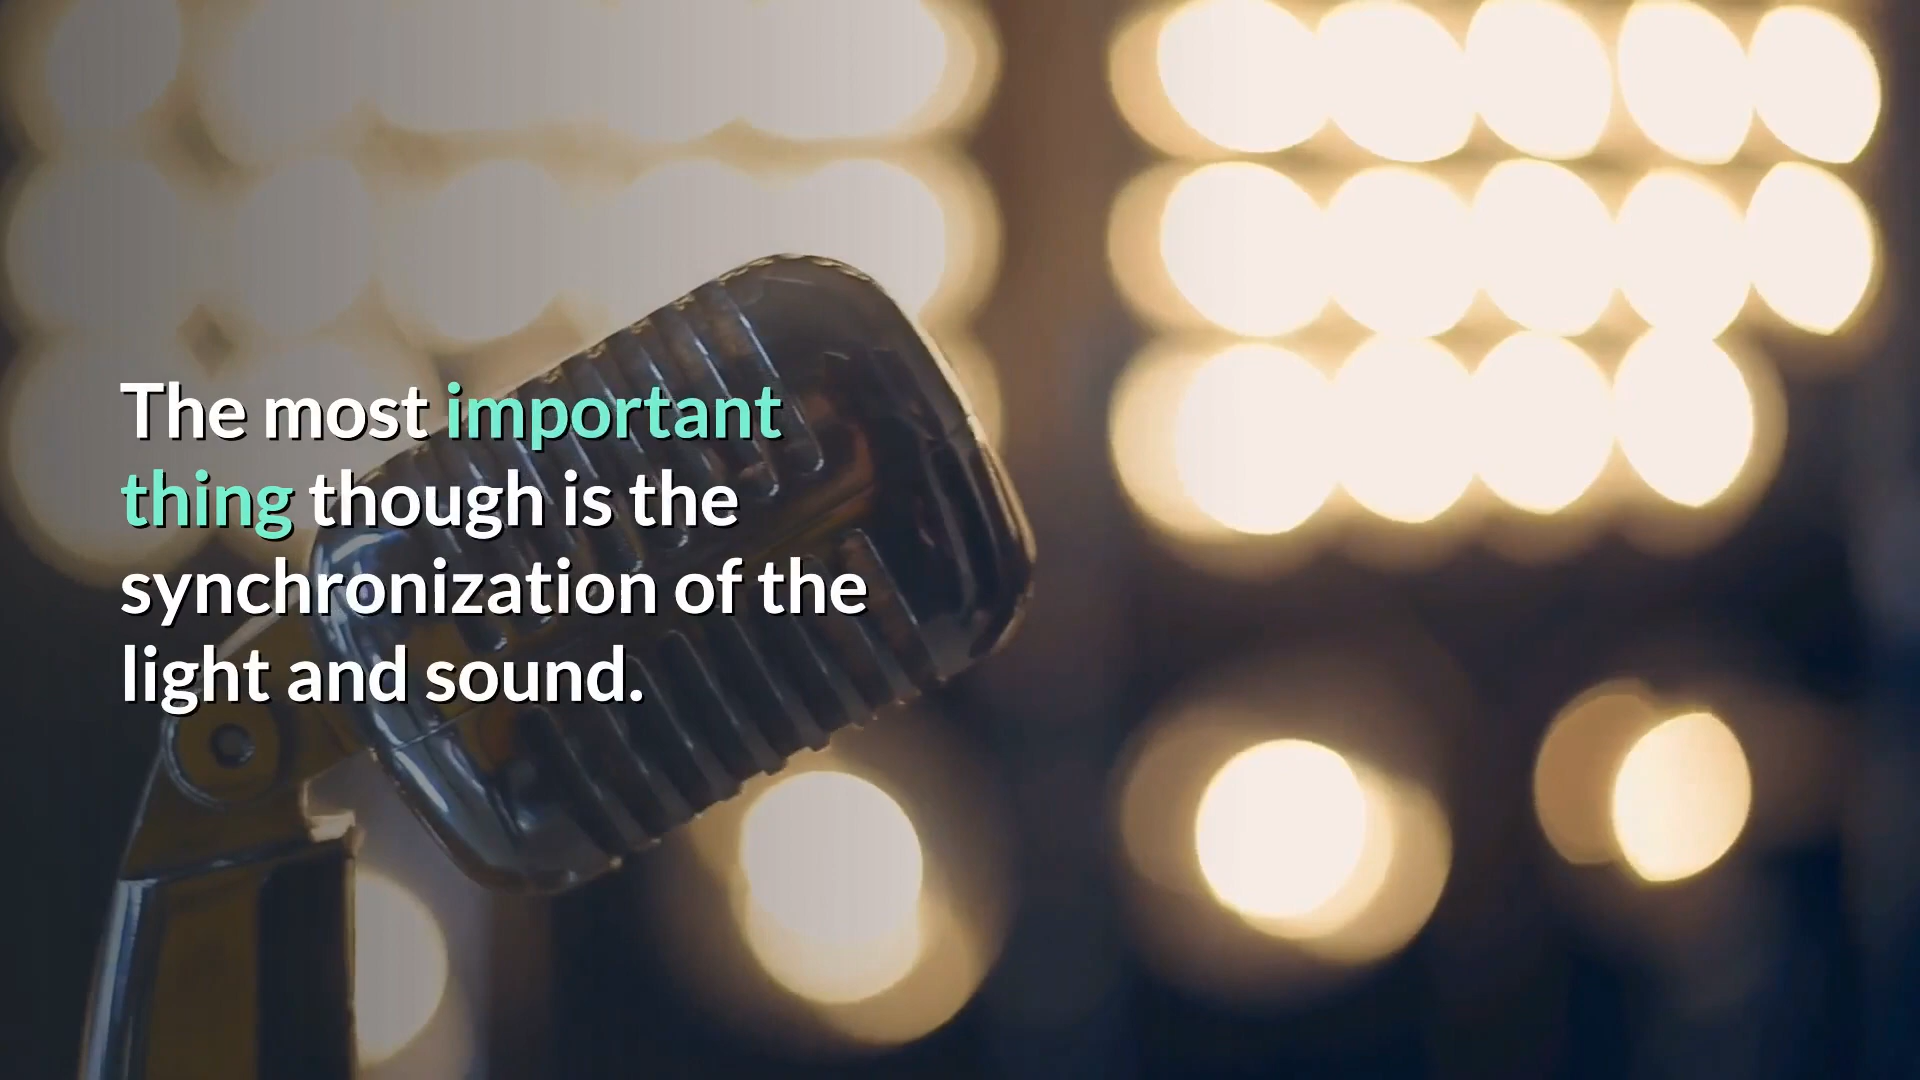 The most important
thing though is the
synchronization of the
light and sound.